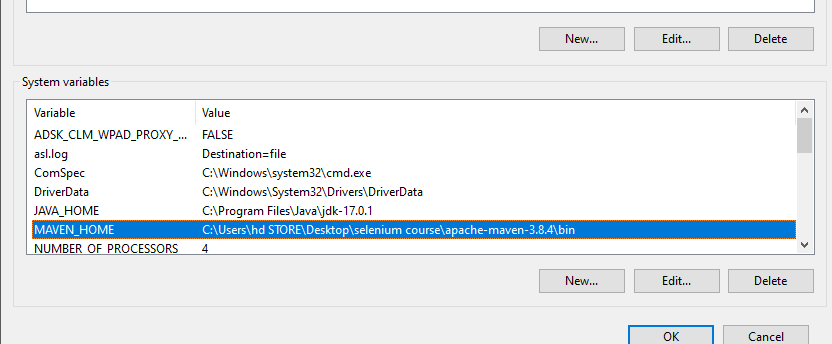 New... Edit... Delete
System variables
Variable Value
ADSK_CLM_WPAD_PROXY_... FALSE
asl.log Destination=file
ComSpec C:\Windows\system32\cmd.exe
DriverData C:\Windows\System32\Drivers\DriverData
JAVA_HOME C:\Program Files\Java\jdk-17.0.1
MAVEN_HOME C:\Users\hd STORE\Desktop\selenium course\apache-maven-3.8.4\bin
NUMBER_OF_PROCESSORS 4
New... Edit... Delete
OK Cancel